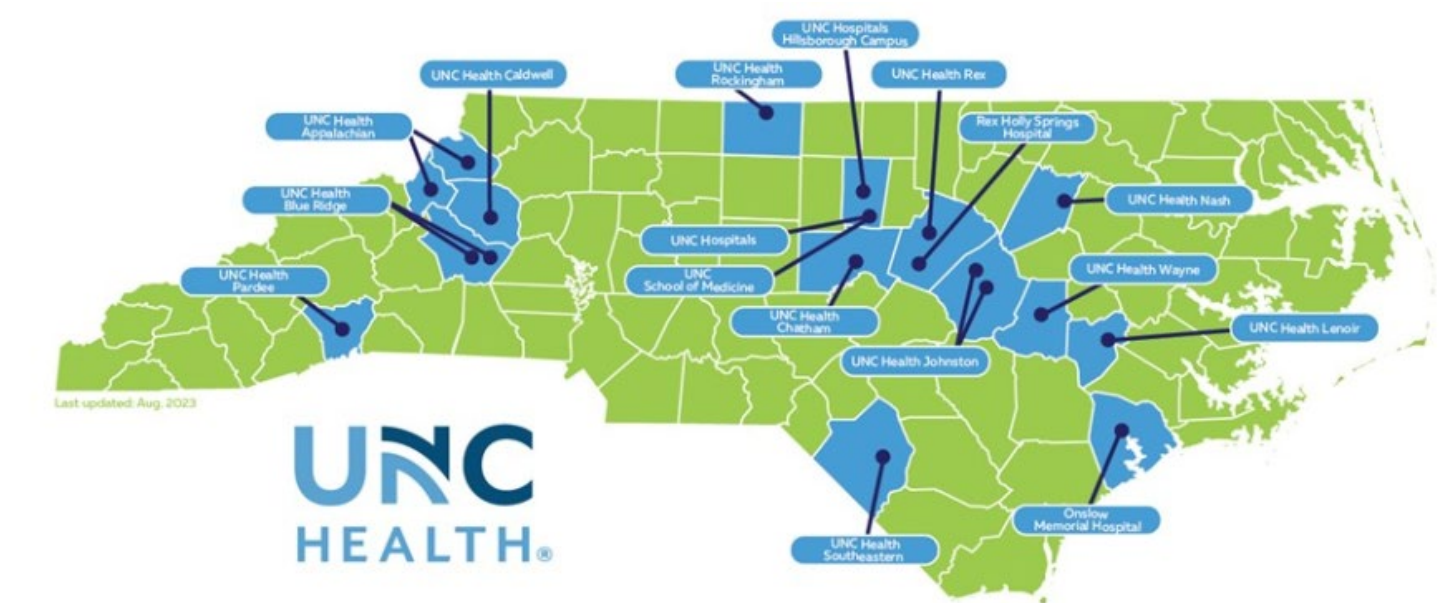 UNC Hospitals
Hillsborough Campus
UNC Health Caldwell
UNC Health
Rockingham
UNC Health Rex
UNC Health
Appalachian
Rex Holly Springs
Hospital
UNC Health
Blue Ridge
UNC Health Nash
UNC Hospitals
UNC
School of Medicine
UNC Health Wayne
UNC Health
Pardee
UNC Health
Chatham
UNC Health Lenoir
UNC Health Johnston
Last updated: Aug. 2023
UNC
HEALTH®
Onslow
Memorial Hospital
UNC Health
Southeastern